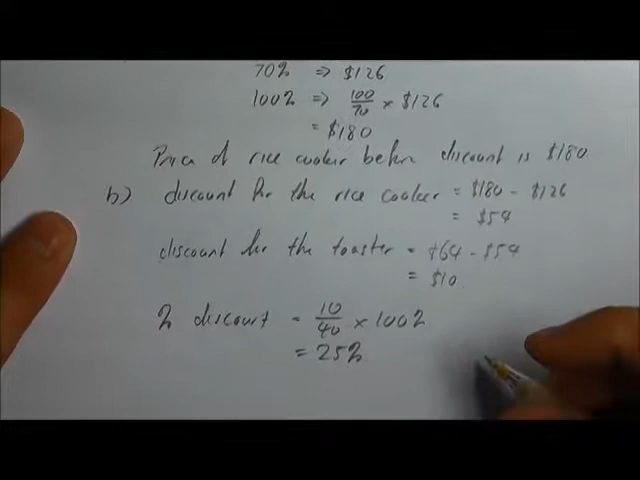 70% => $126
100% => 100/70 × $126
= $180
Price of rice cooker before discount is $180
b) discount for the rice cooker = $180 - $126
= $54
discount for the toaster = $64 - $54
= $10
% discount = 10/40 × 100%
= 25%